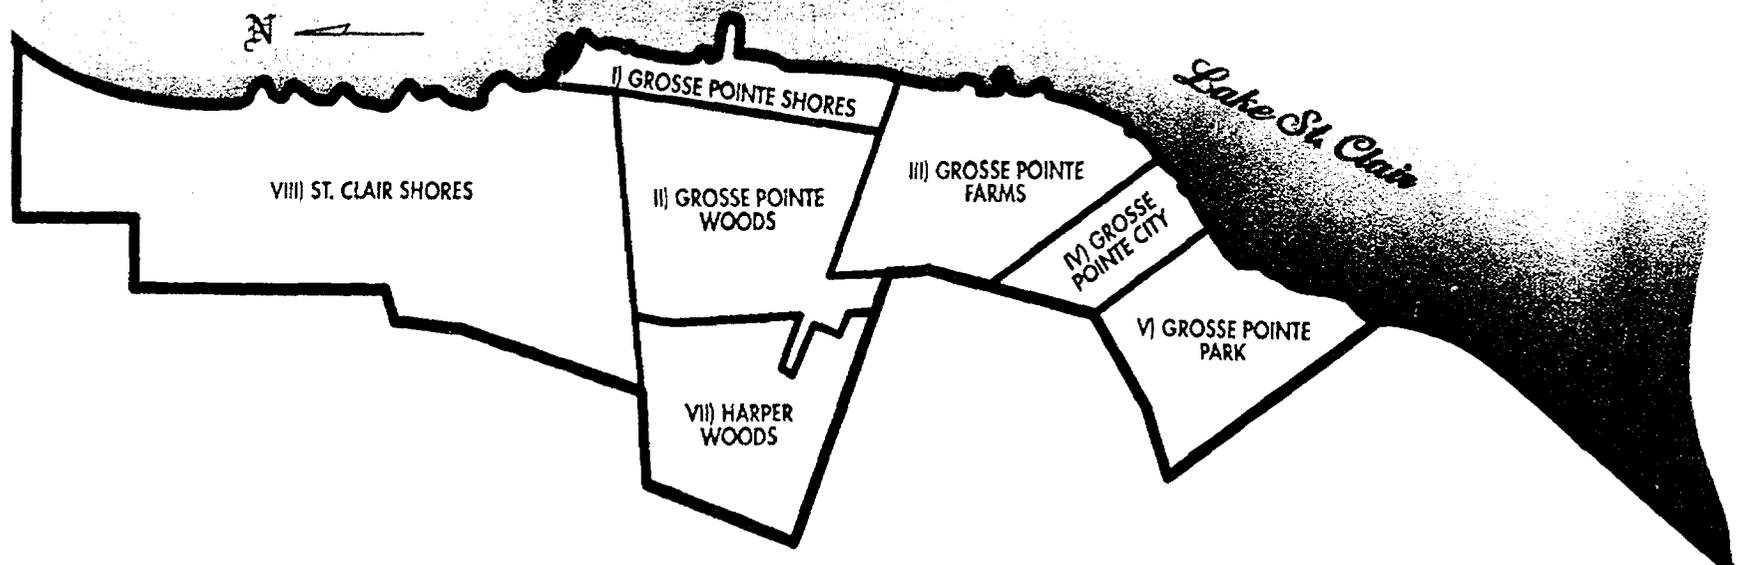 N
Lake St. Clair
I) GROSSE POINTE SHORES
VIII) ST. CLAIR SHORES
II) GROSSE POINTE
WOODS
III) GROSSE POINTE
FARMS
IV) GROSSE
POINTE CITY
V) GROSSE POINTE
PARK
VII) HARPER
WOODS